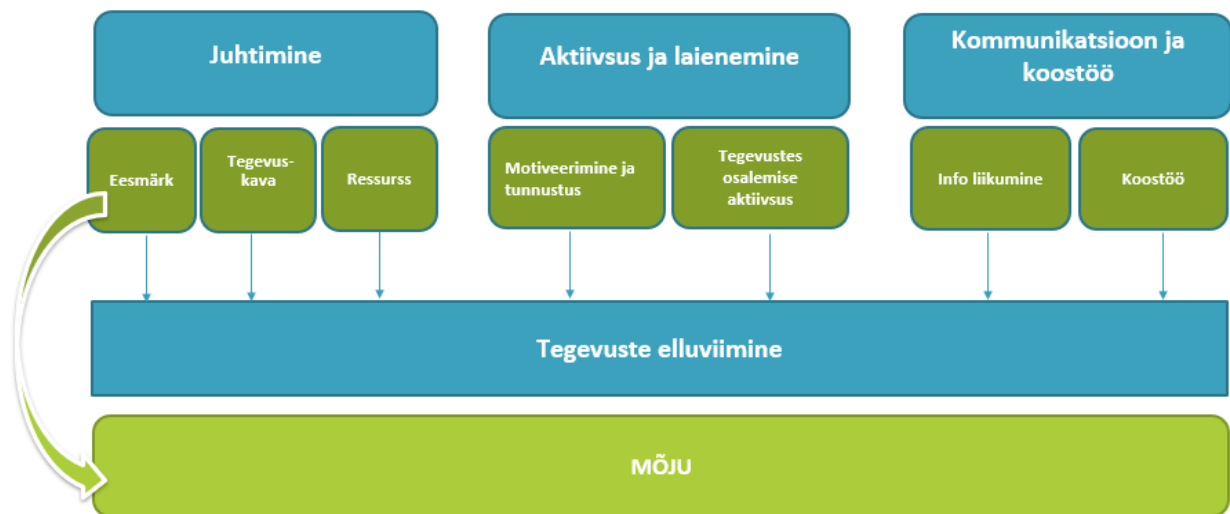 Juhtimine
Aktiivsus ja laienemine
Kommunikatsioon ja
koostöö
Eesmärk
Tegevus-
kava
Ressurss
Motiveerimine ja
tunnustus
Tegevustes
osalemise
aktiivsus
Info liikumine
Koostöö
Tegevuste elluviimine
MÕJU